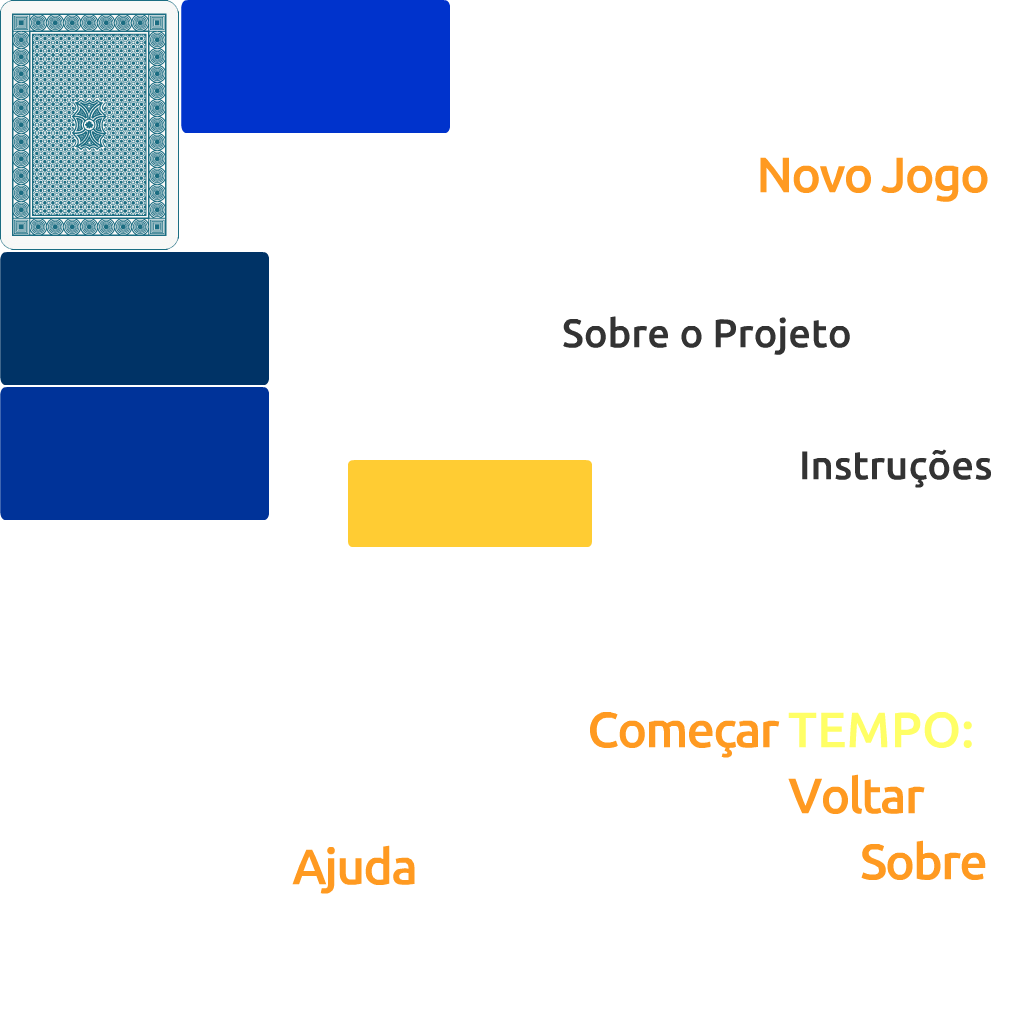 Novo Jogo
Sobre o Projeto
Instruções
Começar TEMPO:
Voltar
Sobre
Ajuda